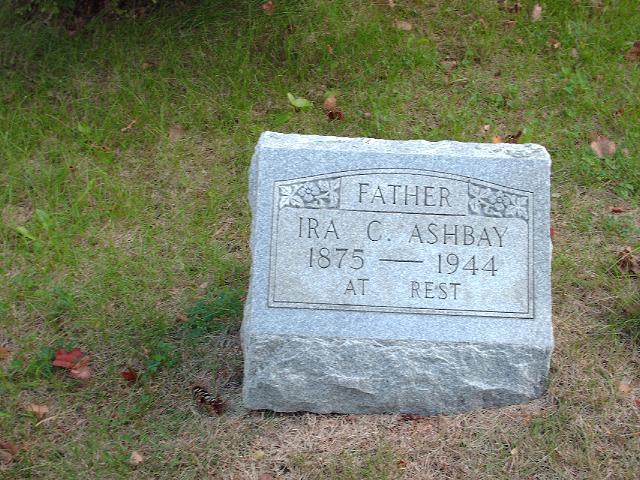 FATHER
IRA C. ASHBAY
1875 — 1944
AT REST